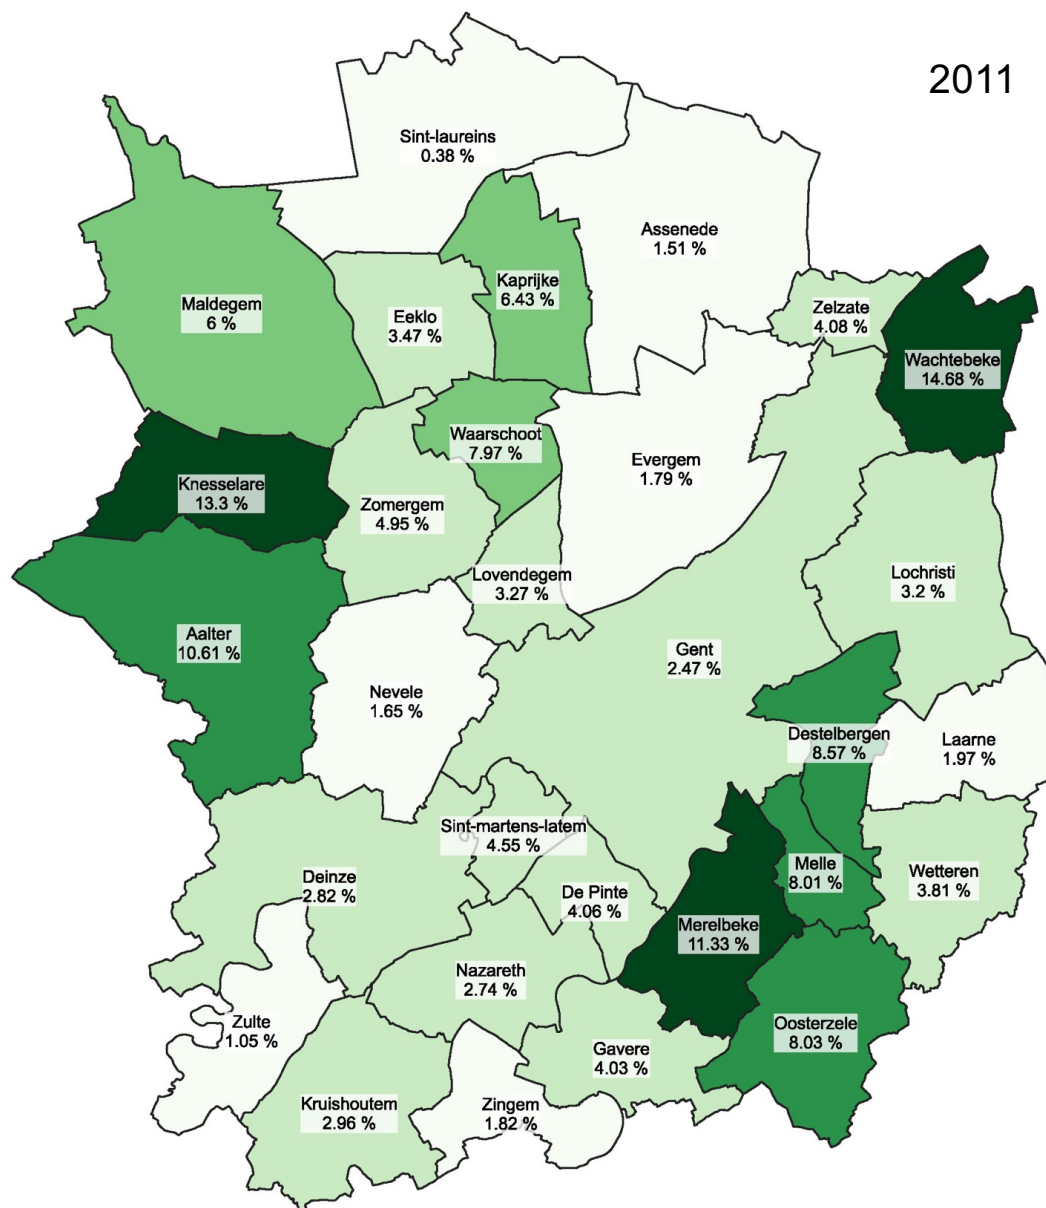 2011
Sint-laureins
0.38 %
Assenede
1.51 %
Kaprijke
6.43 %
Maldegem
6 %
Eeklo
3.47 %
Zelzate
4.08 %
Wachtebeke
14.68 %
Waarschoot
7.97 %
Evergem
1.79 %
Knesselare
13.3 %
Zomergem
4.95 %
Lovendegem
3.27 %
Lochristi
3.2 %
Aalter
10.61 %
Gent
2.47 %
Nevele
1.65 %
Destelbergen
8.57 %
Laarne
1.97 %
Sint-martens-latem
4.55 %
Deinze
2.82 %
Melle
8.01 %
Wetteren
3.81 %
De Pinte
4.06 %
Merelbeke
11.33 %
Nazareth
2.74 %
Zulte
1.05 %
Oosterzele
8.03 %
Gavere
4.03 %
Kruishoutem
2.96 %
Zingem
1.82 %